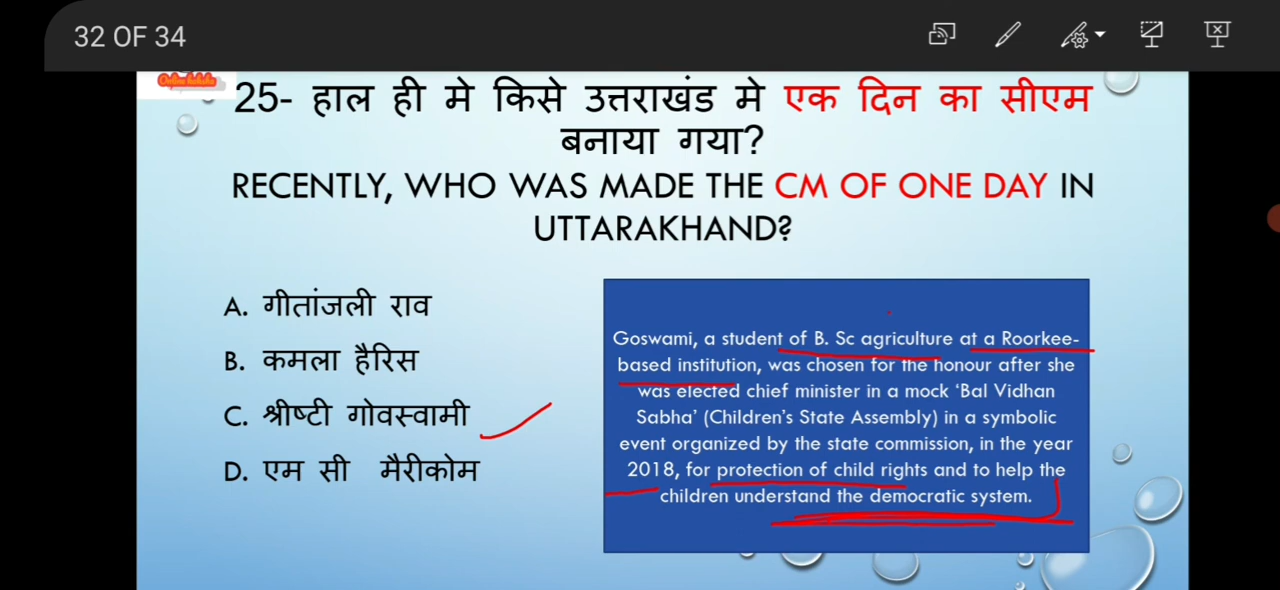 32 OF 34
Online kaksha
25- हाल ही मे किसे उत्तराखंड मे एक दिन का सीएम
बनाया गया?
RECENTLY, WHO WAS MADE THE CM OF ONE DAY IN
UTTARAKHAND?
A. गीतांजली राव
B. कमला हैरिस
C. श्रीष्टी गोवस्वामी
D. एम सी मैरीकोम
Goswami, a student of B. Sc agriculture at a Roorkee-
based institution, was chosen for the honour after she
was elected chief minister in a mock ‘Bal Vidhan
Sabha’ (Children’s State Assembly) in a symbolic
event organized by the state commission, in the year
2018, for protection of child rights and to help the
children understand the democratic system.